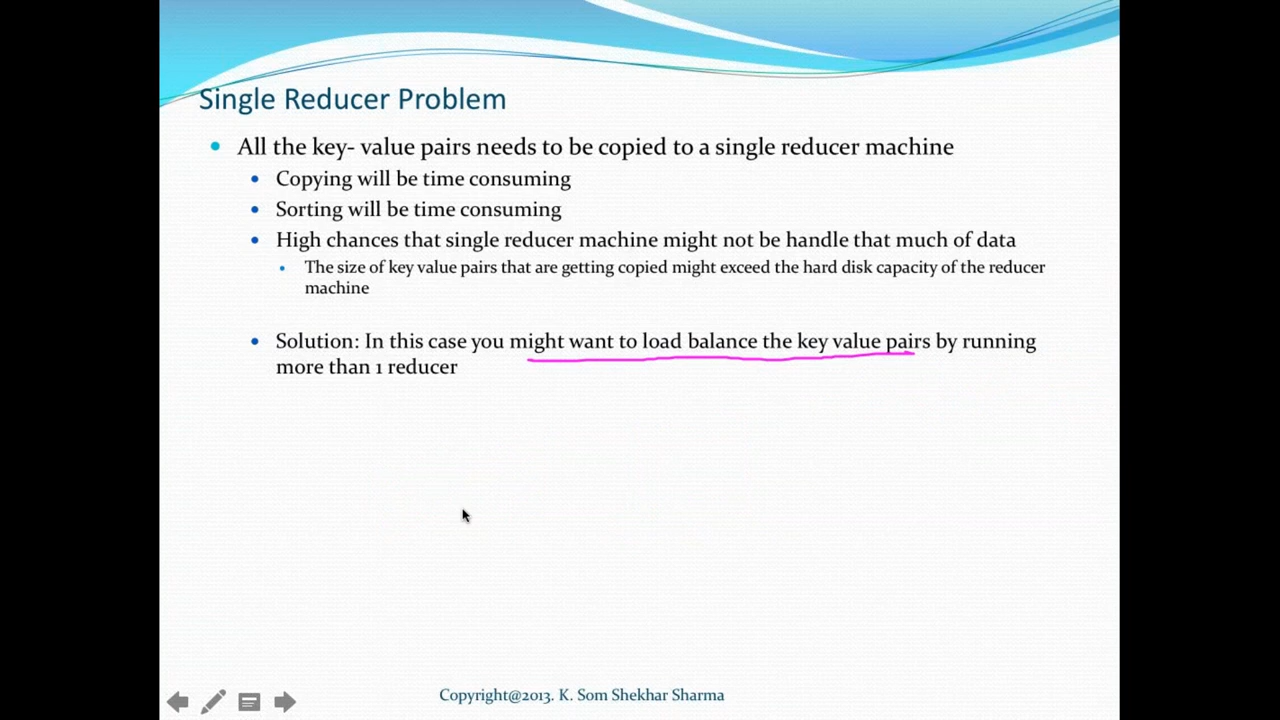 Single Reducer Problem
All the key- value pairs needs to be copied to a single reducer machine
Copying will be time consuming
Sorting will be time consuming
High chances that single reducer machine might not be handle that much of data
The size of key value pairs that are getting copied might exceed the hard disk capacity of the reducer
machine
Solution: In this case you might want to load balance the key value pairs by running
more than 1 reducer
Copyright@2013. K. Som Shekhar Sharma